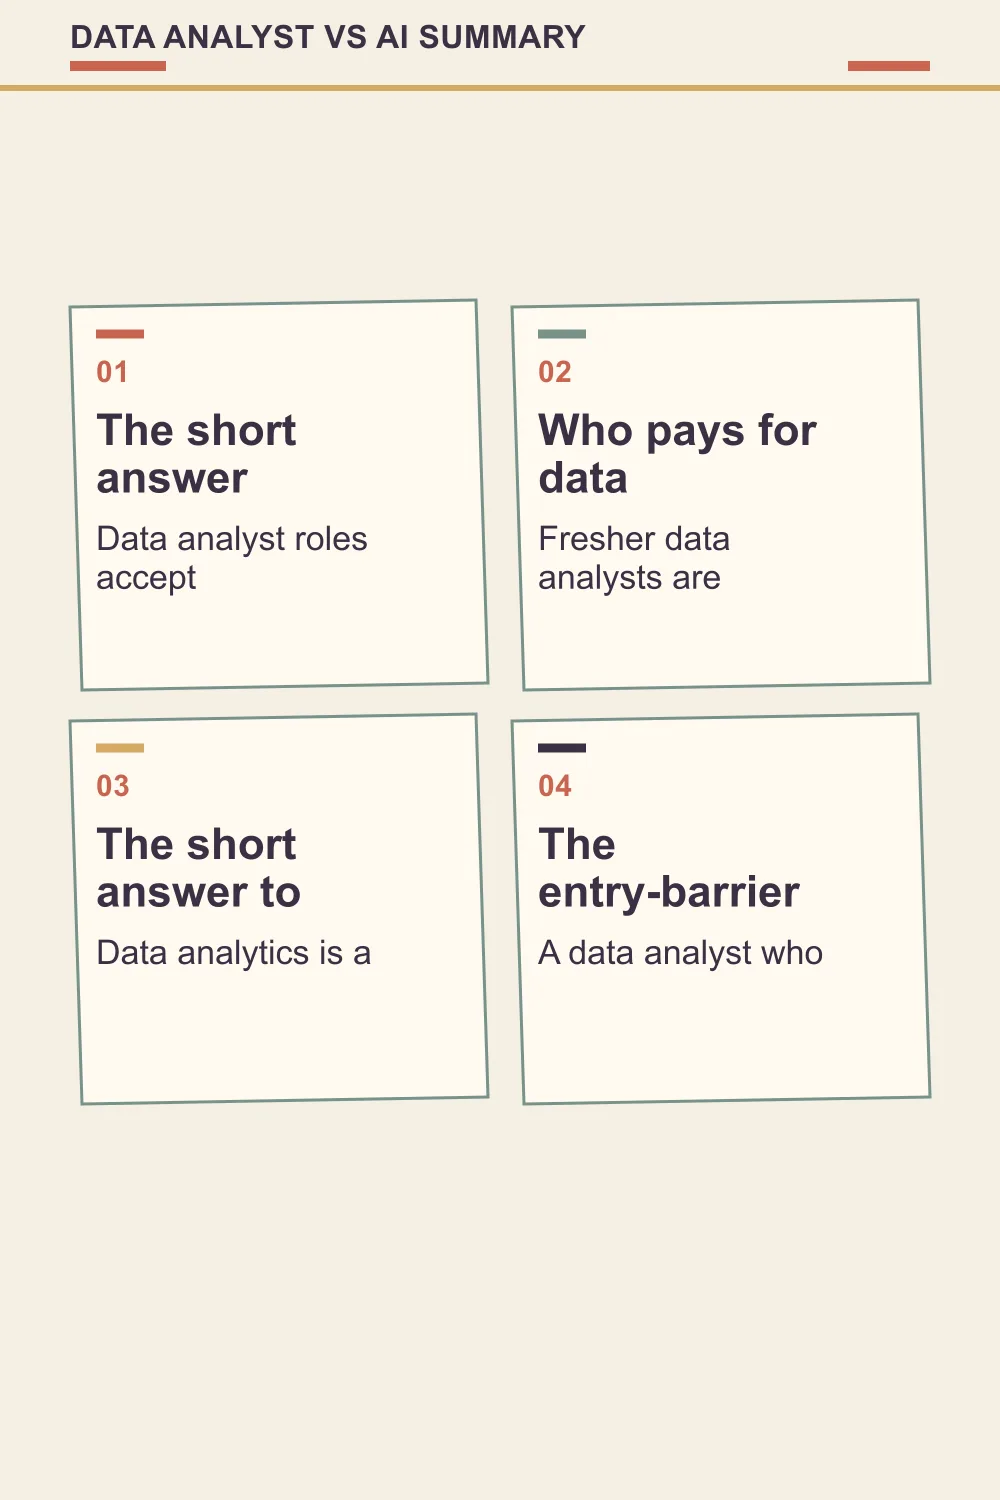 DATA ANALYST VS AI SUMMARY
01
The short
answer
Data analyst roles
accept
02
Who pays for
data
Fresher data
analysts are
03
The short
answer to
Data analytics is a
04
The
entry-barrier
A data analyst who